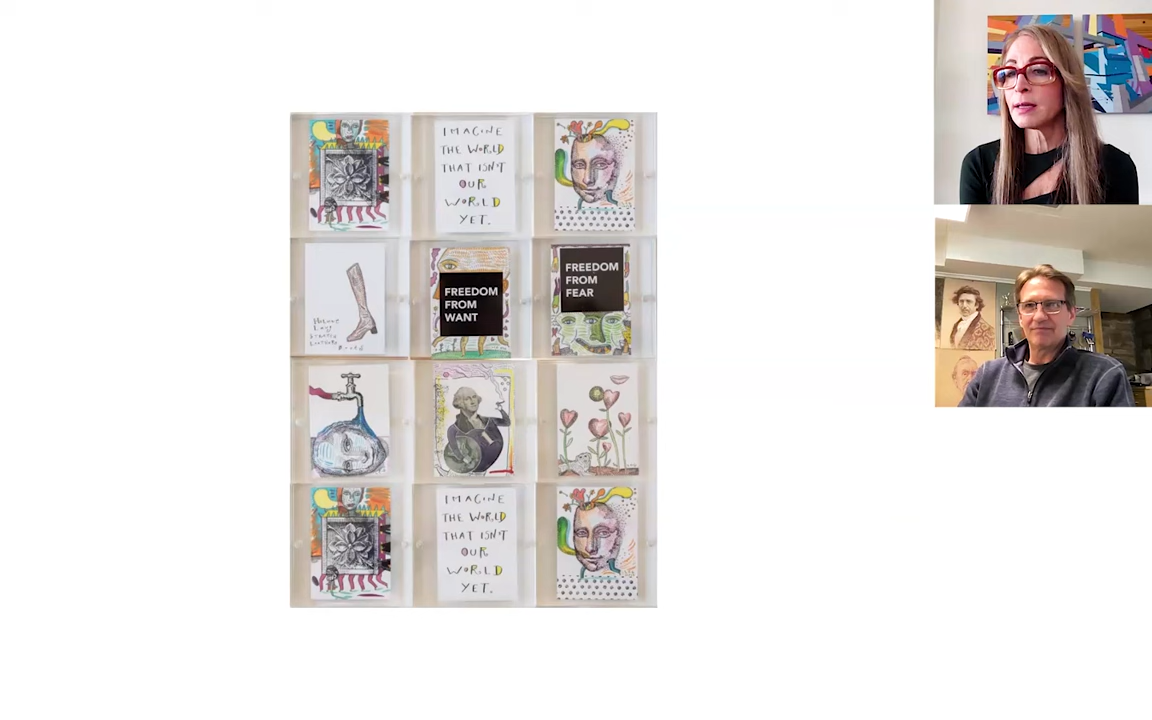 IMAGINE
THE WORLD
THAT ISN'T
OUR
WORLD
YET.
FREEDOM
FROM
WANT
FREEDOM
FROM
FEAR
IMAGINE
THE WORLD
THAT ISN'T
OUR
WORLD
YET.